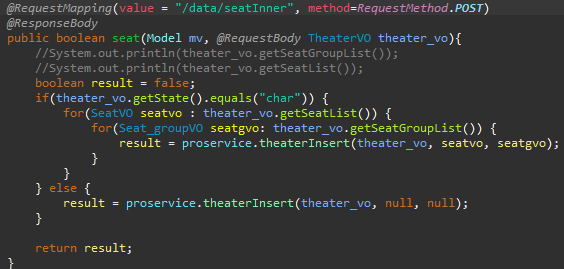 @RequestMapping(value = "/data/seatInner", method=RequestMethod.POST)
@ResponseBody
public boolean seat(Model mv, @RequestBody TheaterVO theater_vo){
    //System.out.println(theater_vo.getSeatGroupList());
    //System.out.println(theater_vo.getSeatList());
    boolean result = false;
    if(theater_vo.getState().equals("char")) {
        for(SeatVO seatvo : theater_vo.getSeatList()) {
            for(Seat_groupVO seatgvo: theater_vo.getSeatGroupList()) {
                result = proservice.theaterInsert(theater_vo, seatvo, seatgvo);
            }
        }
    } else {
        result = proservice.theaterInsert(theater_vo, null, null);
    }

    return result;
}